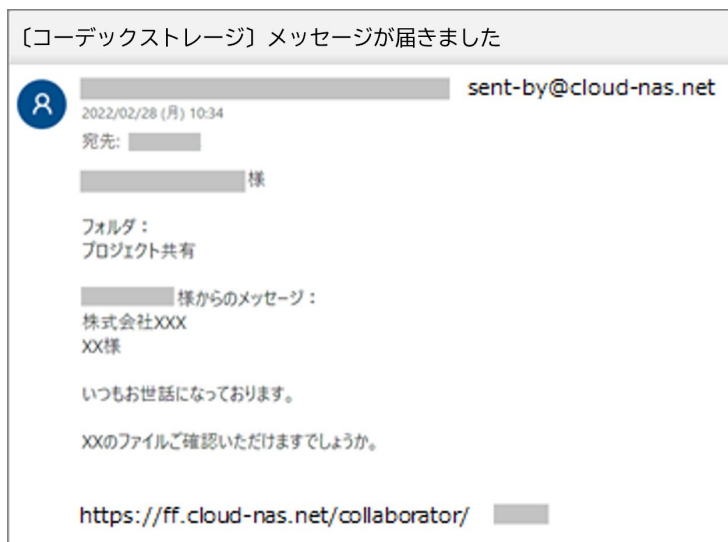 〔コーデックストレージ〕メッセージが届きました
sent-by@cloud-nas.net
2022/02/28 (月) 10:34
宛先:
様
フォルダ：
プロジェクト共有
様からのメッセージ：
株式会社XXX
XX様
いつもお世話になっております。
XXのファイルご確認いただけますでしょうか。
https://ff.cloud-nas.net/collaborator/